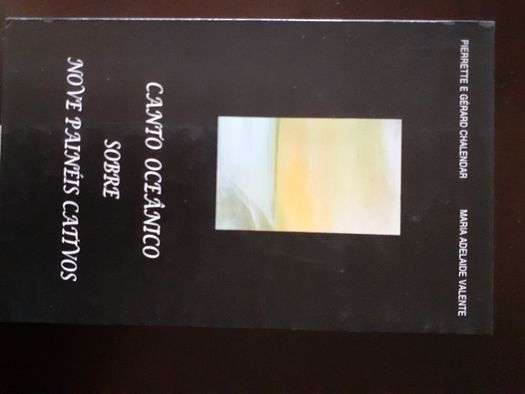 PIERRETTE E GÉRARD CHALENDAR MARIA ADELAIDE VALENTE
CANTO OCEÂNICO
SOBRE
NOVE PAINÉIS CATIVOS